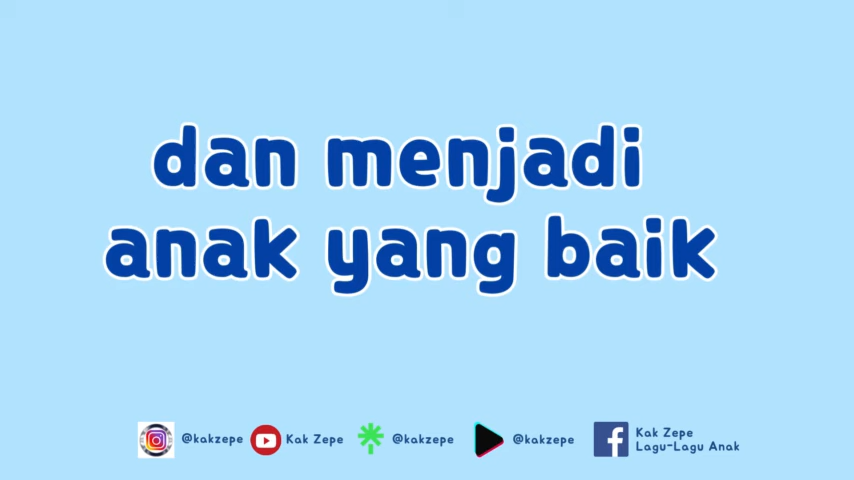 dan menjadi
anak yang baik
@kakzepe Kak Zepe @kakzepe @kakzepe Kak Zepe
Lagu-Lagu Anak